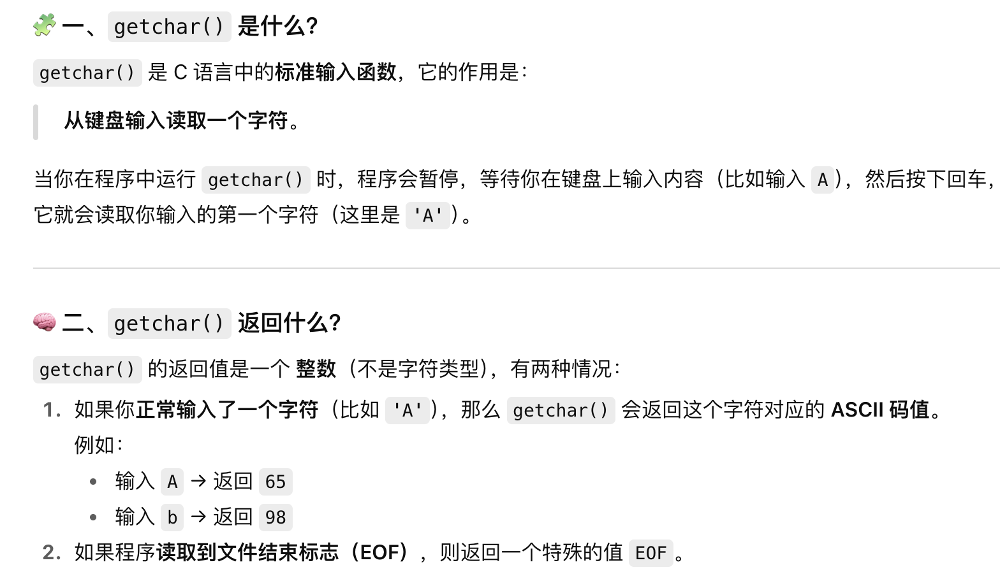 🧩 一、getchar() 是什么？
getchar() 是 C 语言中的标准输入函数，它的作用是：
从键盘输入读取一个字符。
当你在程序中运行 getchar() 时，程序会暂停，等待你在键盘上输入内容（比如输入 A），然后按下回车，
它就会读取你输入的第一个字符（这里是 'A'）。
🧠 二、getchar() 返回什么？
getchar() 的返回值是一个 整数（不是字符类型），有两种情况：
1. 如果你正常输入了一个字符（比如 'A'），那么 getchar() 会返回这个字符对应的 ASCII 码值。
例如：
• 输入 A → 返回 65
• 输入 b → 返回 98
2. 如果程序读取到文件结束标志（EOF），则返回一个特殊的值 EOF。